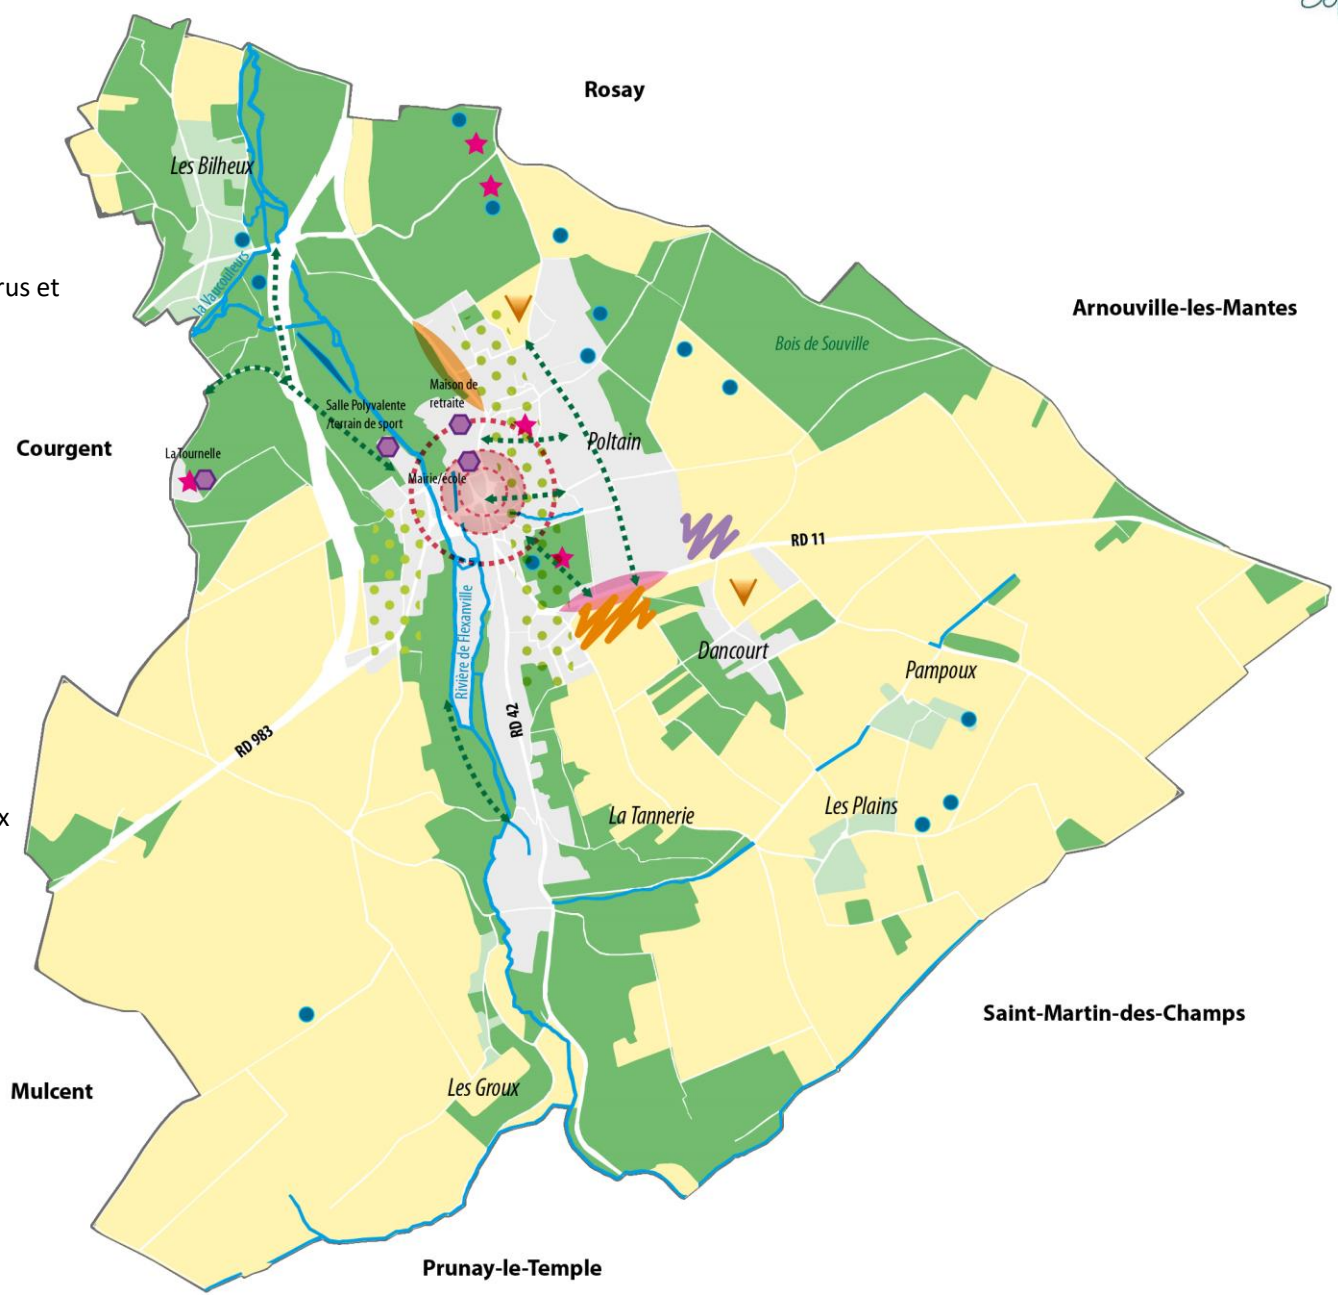 Rosay
Les Bilheux
la Vaucouleurs
rus et
Arnouville-les-Mantes
Bois de Souville
Maison de
retraite
Salle Polyvalente
/terrain de sport
Courgent
Poltain
La Tournelle
Mairie/école
RD 11
Rivière de Flexanville
Dancourt
Pampoux
RD 42
RD 983
x
La Tannerie
Les Plains
Saint-Martin-des-Champs
Mulcent
Les Groux
Prunay-le-Temple